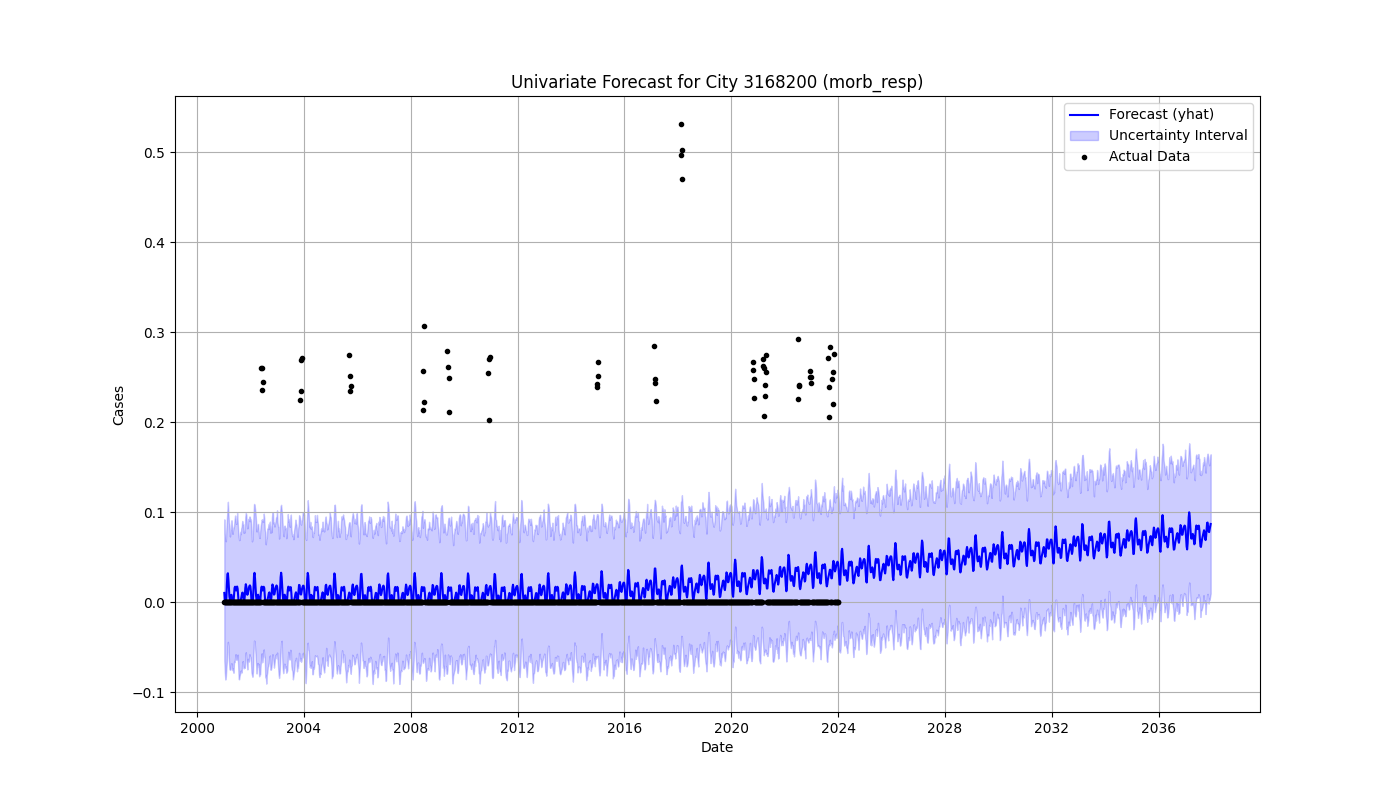 Univariate Forecast for City 3168200 (morb_resp)
Forecast (yhat)
Uncertainty Interval
Actual Data
Cases
0.5
0.4
0.3
0.2
0.1
0.0
−0.1
2000 2004 2008 2012 2016 2020 2024 2028 2032 2036
Date